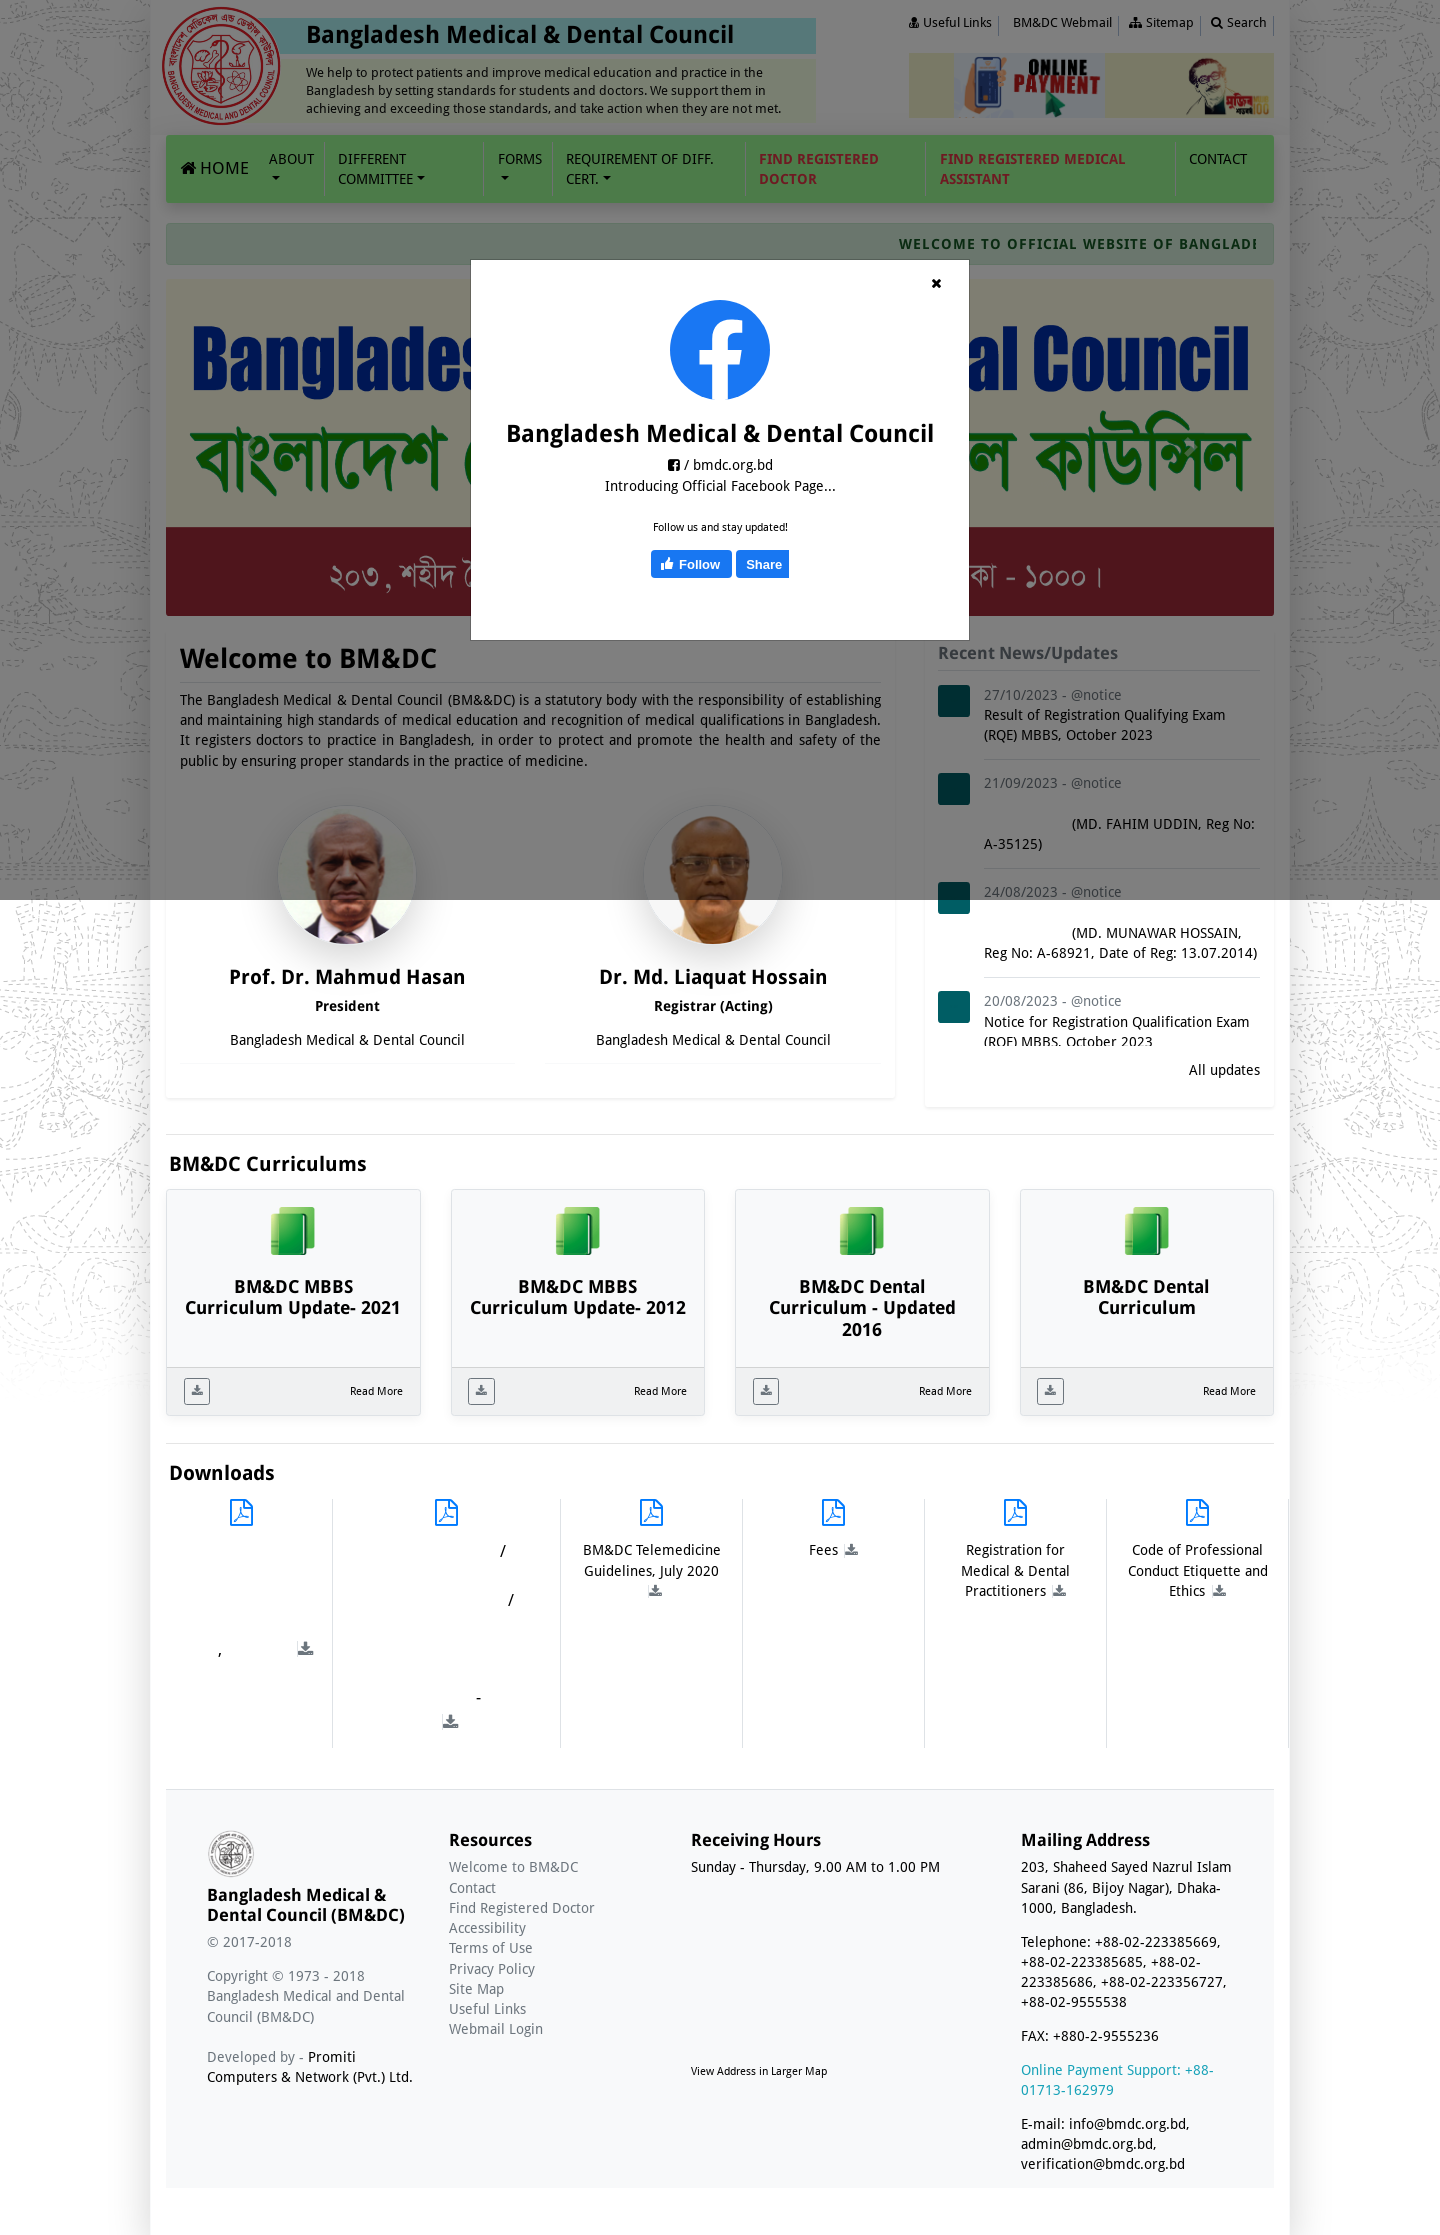 Bangladesh Medical & Dental Council
We help to protect patients and improve medical education and practice in the
Bangladesh by setting standards for students and doctors. We support them in
achieving and exceeding those standards, and take action when they are not met.
Useful Links
BM&DC Webmail
Sitemap
Search
ONLINE
PAYMENT
HOME
ABOUT
DIFFERENT
COMMITTEE
FORMS
REQUIREMENT OF DIFF.
CERT.
FIND REGISTERED
DOCTOR
FIND REGISTERED MEDICAL
ASSISTANT
CONTACT
WELCOME TO OFFICIAL WEBSITE OF BANGLADE
Banglades
al Council
বাংলাদেশ
ল কাউন্সিল
২০৩, শহীদ
কা - ১০০০।
Bangladesh Medical & Dental Council
/ bmdc.org.bd
Introducing Official Facebook Page...
Follow us and stay updated!
Follow
Share
Welcome to BM&DC
The Bangladesh Medical & Dental Council (BM&&DC) is a statutory body with the responsibility of establishing
and maintaining high standards of medical education and recognition of medical qualifications in Bangladesh.
It registers doctors to practice in Bangladesh, in order to protect and promote the health and safety of the
public by ensuring proper standards in the practice of medicine.
Prof. Dr. Mahmud Hasan
President
Bangladesh Medical & Dental Council
Dr. Md. Liaquat Hossain
Registrar (Acting)
Bangladesh Medical & Dental Council
Recent News/Updates
27/10/2023 - @notice
Result of Registration Qualifying Exam
(RQE) MBBS, October 2023
21/09/2023 - @notice
(MD. FAHIM UDDIN, Reg No:
A-35125)
24/08/2023 - @notice
(MD. MUNAWAR HOSSAIN,
Reg No: A-68921, Date of Reg: 13.07.2014)
20/08/2023 - @notice
Notice for Registration Qualification Exam
(RQE) MBBS, October 2023
All updates
BM&DC Curriculums
BM&DC MBBS
Curriculum Update- 2021
Read More
BM&DC MBBS
Curriculum Update- 2012
Read More
BM&DC Dental
Curriculum - Updated
2016
Read More
BM&DC Dental
Curriculum
Read More
Downloads
,
/
/
-
BM&DC Telemedicine
Guidelines, July 2020
Fees
Registration for
Medical & Dental
Practitioners
Code of Professional
Conduct Etiquette and
Ethics
Bangladesh Medical &
Dental Council (BM&DC)
© 2017-2018
Copyright © 1973 - 2018
Bangladesh Medical and Dental
Council (BM&DC)
Developed by - Promiti
Computers & Network (Pvt.) Ltd.
Resources
Welcome to BM&DC
Contact
Find Registered Doctor
Accessibility
Terms of Use
Privacy Policy
Site Map
Useful Links
Webmail Login
Receiving Hours
Sunday - Thursday, 9.00 AM to 1.00 PM
View Address in Larger Map
Mailing Address
203, Shaheed Sayed Nazrul Islam
Sarani (86, Bijoy Nagar), Dhaka-
1000, Bangladesh.
Telephone: +88-02-223385669,
+88-02-223385685, +88-02-
223385686, +88-02-223356727,
+88-02-9555538
FAX: +880-2-9555236
Online Payment Support: +88-
01713-162979
E-mail: info@bmdc.org.bd,
admin@bmdc.org.bd,
verification@bmdc.org.bd